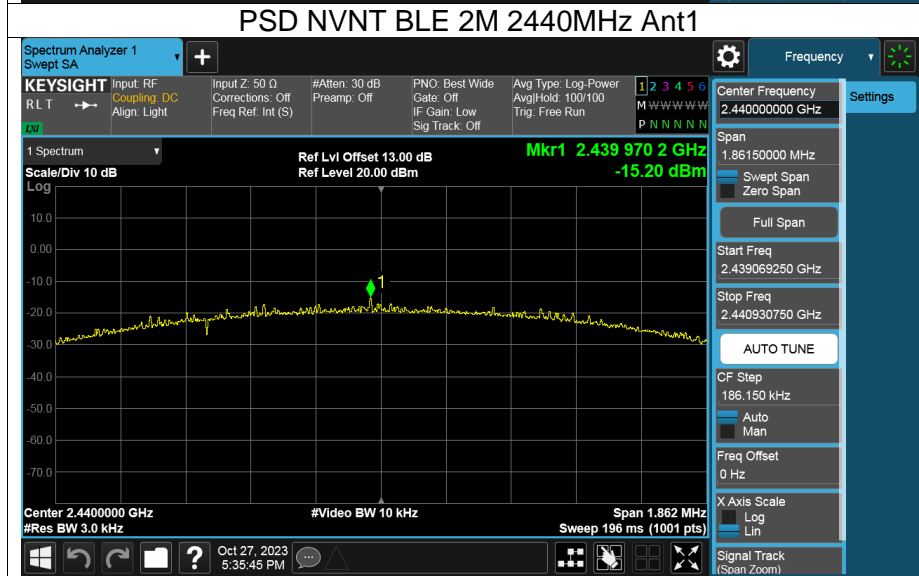 PSD NVNT BLE 2M 2440MHz Ant1
Spectrum Analyzer 1
Swept SA
+
Frequency
KEYSIGHT
RLT
LXI
Input: RF
Coupling: DC
Align: Light
Input Z: 50 Ω
Corrections: Off
Freq Ref: Int (S)
#Atten: 30 dB
Preamp: Off
PNO: Best Wide
Gate: Off
IF Gain: Low
Sig Track: Off
Avg Type: Log-Power
Avg|Hold: 100/100
Trig: Free Run
1 2 3 4 5 6
M W W W W W
P N N N N N
Center Frequency
2.440000000 GHz
Settings
Span
1.86150000 MHz
Swept Span
Zero Span
Full Span
Start Freq
2.439069250 GHz
Stop Freq
2.440930750 GHz
AUTO TUNE
CF Step
186.150 kHz
Auto
Man
Freq Offset
0 Hz
X Axis Scale
Log
Lin
Signal Track
(Span Zoom)
1 Spectrum
Scale/Div 10 dB
Log
Ref Lvl Offset 13.00 dB
Ref Level 20.00 dBm
Mkr1 2.439 970 2 GHz
-15.20 dBm
10.0
0.00
-10.0
-20.0
-30.0
-40.0
-50.0
-60.0
-70.0
1
Center 2.4400000 GHz
#Res BW 3.0 kHz
#Video BW 10 kHz
Span 1.862 MHz
Sweep 196 ms (1001 pts)
?
Oct 27, 2023
5:35:45 PM